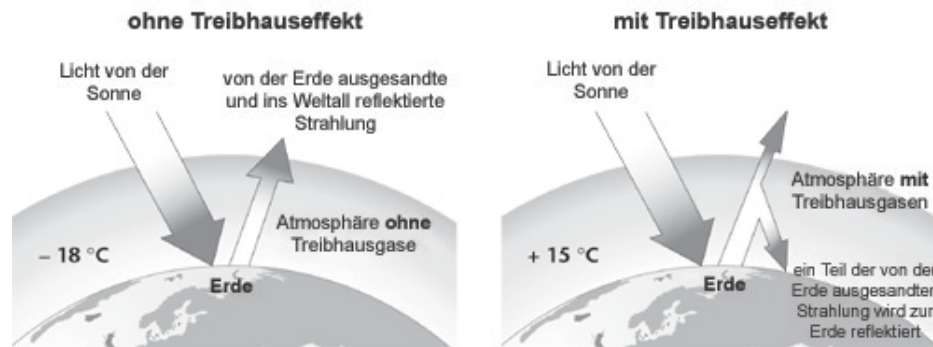 ohne Treibhauseffekt
Licht von der
Sonne
von der Erde ausgesandte
und ins Weltall reflektierte
Strahlung
Atmosphäre ohne
Treibhausgase
– 18 °C
Erde
mit Treibhauseffekt
Licht von der
Sonne
Atmosphäre mit
Treibhausgasen
+ 15 °C
Erde
ein Teil der von der
Erde ausgesandten
Strahlung wird zur
Erde reflektiert